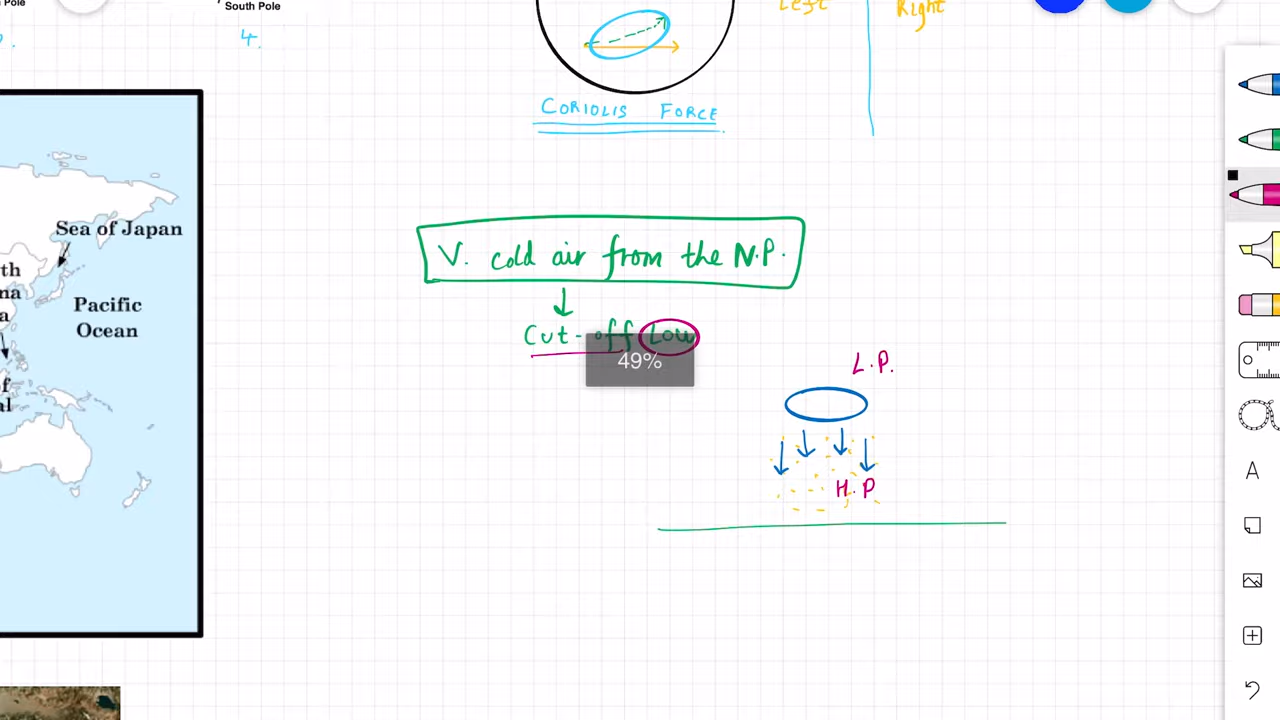 Pole
South Pole
4.
Left
Right
CORIOLIS FORCE
Sea of Japan
Pacific
Ocean
V. cold air from the N.P.
Cut-off Low
49%
L.P.
H.P
A